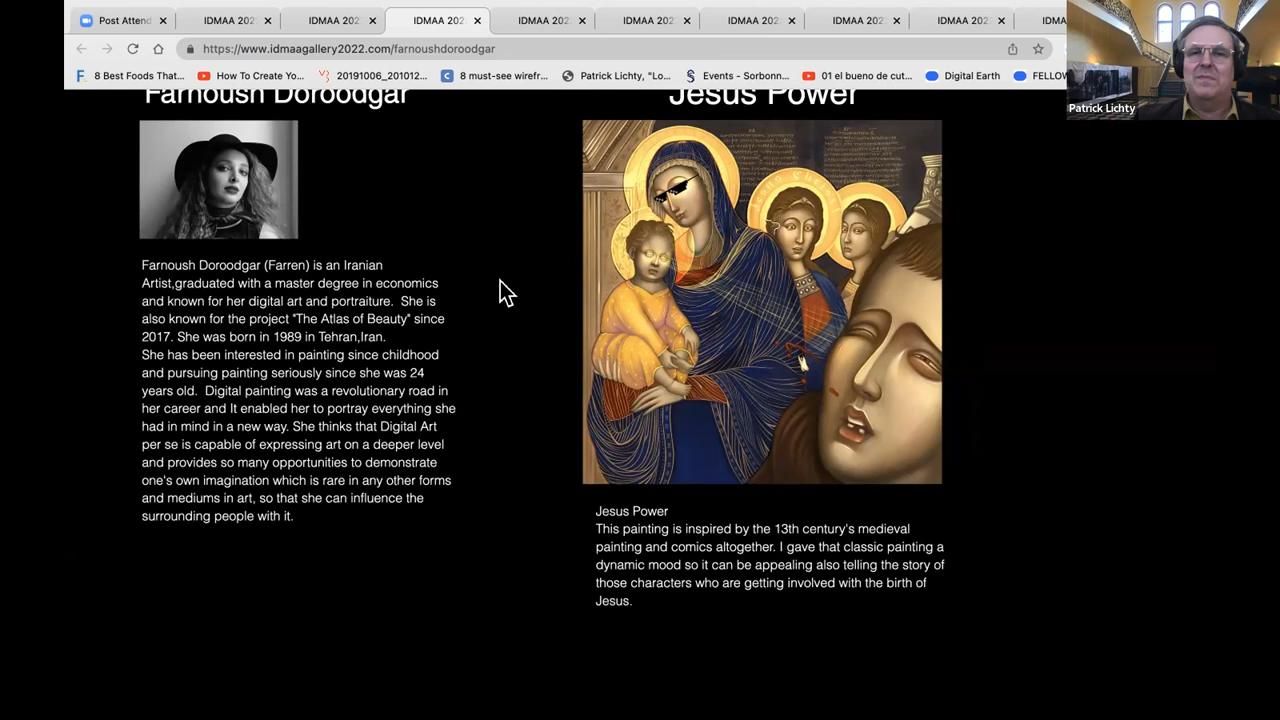 Post Attend
IDMAA 202
IDMAA 202
IDMAA 202
IDMAA 202
IDMAA 202
IDMAA 202
IDMAA 202
IDMAA 202
IDMA
https://www.idmaagallery2022.com/farnoushdoroodgar
8 Best Foods That...
How To Create Yo...
20191006_201012...
8 must-see wirefr...
Patrick Lichty, "Lo...
Events - Sorbonn...
01 el bueno de cut...
Digital Earth
FELLOW
Patrick Lichty
Farnoush Doroodgar
Farnoush Doroodgar (Farren) is an Iranian
Artist,graduated with a master degree in economics
and known for her digital art and portraiture. She is
also known for the project "The Atlas of Beauty" since
2017. She was born in 1989 in Tehran,Iran.
She has been interested in painting since childhood
and pursuing painting seriously since she was 24
years old. Digital painting was a revolutionary road in
her career and It enabled her to portray everything she
had in mind in a new way. She thinks that Digital Art
per se is capable of expressing art on a deeper level
and provides so many opportunities to demonstrate
one's own imagination which is rare in any other forms
and mediums in art, so that she can influence the
surrounding people with it.
Jesus Power
Jesus Power
This painting is inspired by the 13th century's medieval
painting and comics altogether. I gave that classic painting a
dynamic mood so it can be appealing also telling the story of
those characters who are getting involved with the birth of
Jesus.